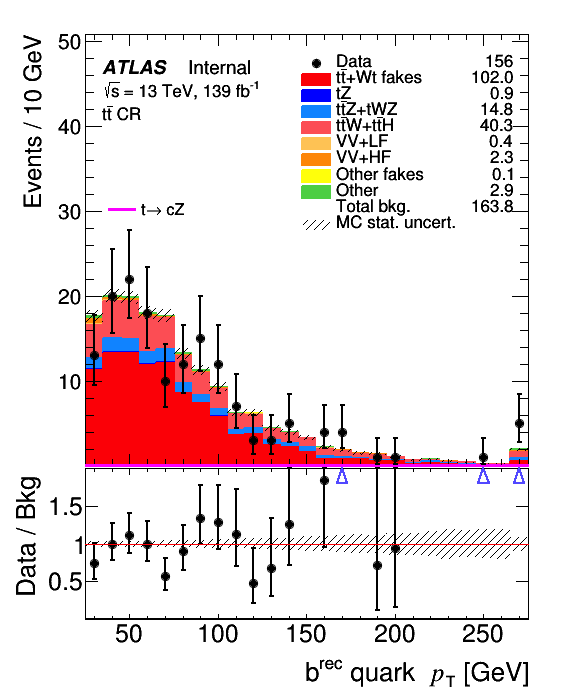 50
40
30
20
10
Events / 10 GeV
ATLAS Internal
√s = 13 TeV, 139 fb⁻¹
tt̄ CR
t→ cZ
Data 156
tt̄+Wt fakes 102.0
tZ 0.9
tt̄Z+tWZ 14.8
tt̄W+tt̄H 40.3
VV+LF 0.4
VV+HF 2.3
Other fakes 0.1
Other 2.9
Total bkg. 163.8
MC stat. uncert.
Data / Bkg
1.5
1
0.5
50 100 150 200 250
b^rec quark p_T [GeV]